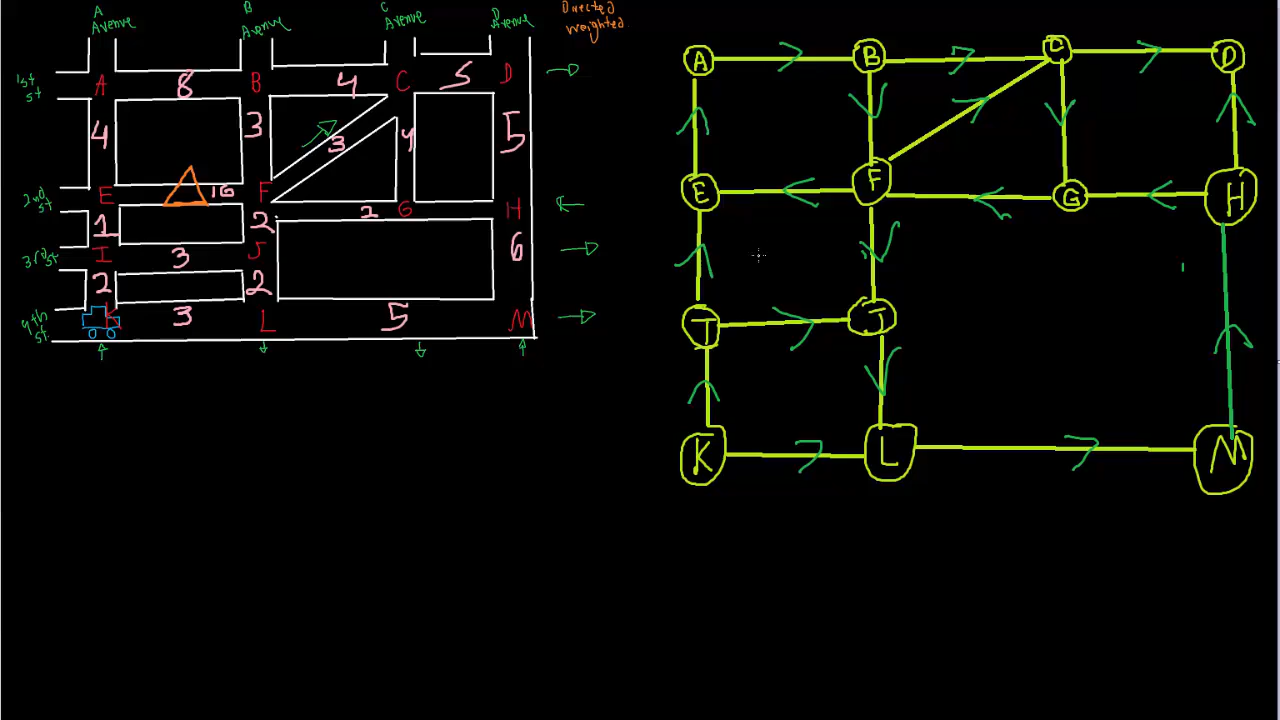 A Avenue
B Avenue
C Avenue
D Avenue
Directed
weighted
1st st
A 8 B 4 C 5 D
4 3 3 4 5
2nd st
E 16 F 2 G H
1 2
3rd st
I 3 J 6
2 2
4th st
K 3 L 5 M
A B C D
E F G H
I J
K L M